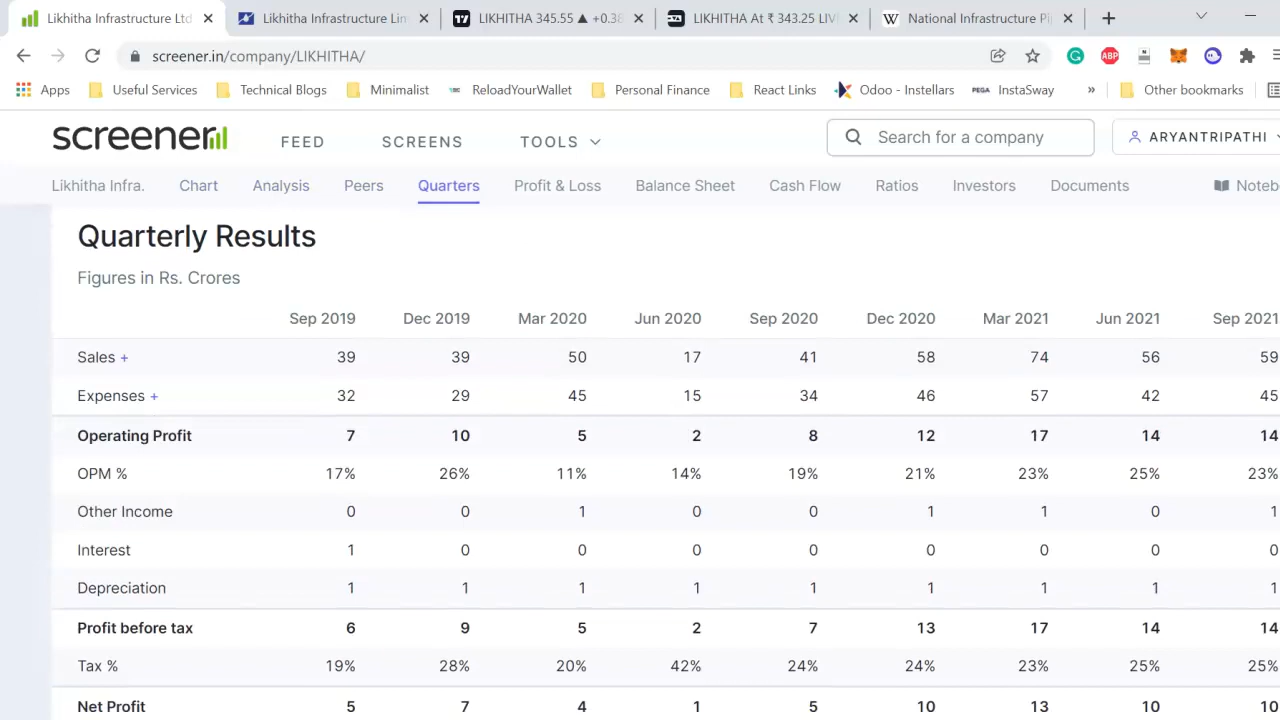 Likhitha Infrastructure Ltd
Likhitha Infrastructure Lim
LIKHITHA 345.55 ▲ +0.38
LIKHITHA At ₹ 343.25 LIVE
National Infrastructure Pip
screener.in/company/LIKHITHA/
Apps Useful Services Technical Blogs Minimalist ReloadYourWallet Personal Finance React Links Odoo - Instellars PEGA InstaSway » Other bookmarks
screener FEED SCREENS TOOLS Search for a company ARYANTRIPATHI
Likhitha Infra. Chart Analysis Peers Quarters Profit & Loss Balance Sheet Cash Flow Ratios Investors Documents Noteb
Quarterly Results
Figures in Rs. Crores
Sep 2019 Dec 2019 Mar 2020 Jun 2020 Sep 2020 Dec 2020 Mar 2021 Jun 2021 Sep 2021
Sales + 39 39 50 17 41 58 74 56 59
Expenses + 32 29 45 15 34 46 57 42 45
Operating Profit 7 10 5 2 8 12 17 14 14
OPM % 17% 26% 11% 14% 19% 21% 23% 25% 23%
Other Income 0 0 1 0 0 1 1 0 1
Interest 1 0 0 0 0 0 0 0 0
Depreciation 1 1 1 1 1 1 1 1 1
Profit before tax 6 9 5 2 7 13 17 14 14
Tax % 19% 28% 20% 42% 24% 24% 23% 25% 25%
Net Profit 5 7 4 1 5 10 13 10 10